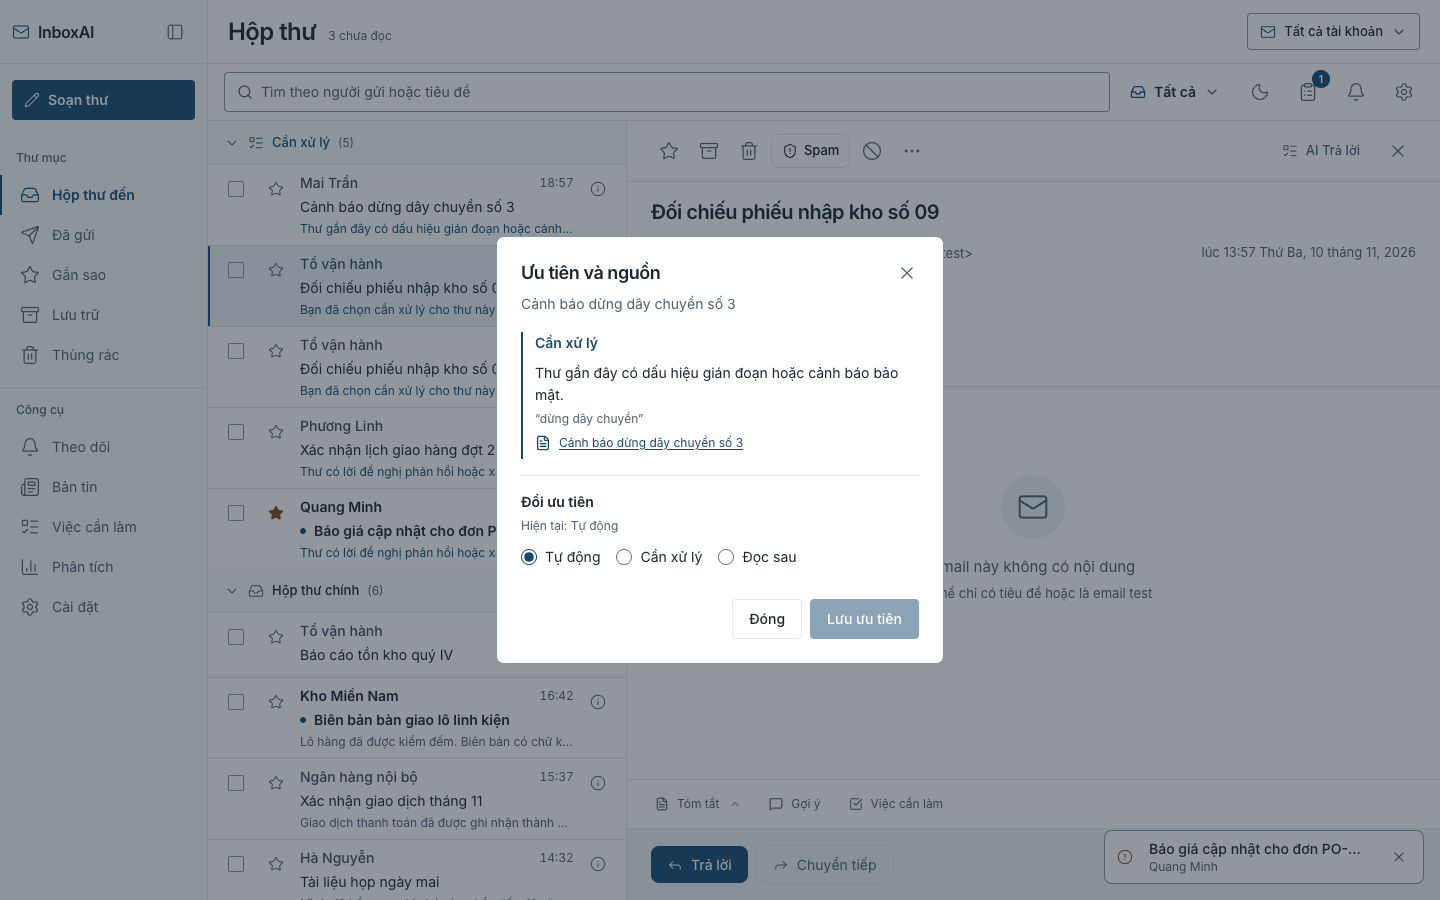 InboxAI
Hộp thư
3 chưa đọc
Tất cả tài khoản
Soạn thư
Tìm theo người gửi hoặc tiêu đề
Tất cả
1
Thư mục
Hộp thư đến
Đã gửi
Gắn sao
Lưu trữ
Thùng rác
Công cụ
Theo dõi
Bản tin
Việc cần làm
Phân tích
Cài đặt
Cần xử lý (5)
Mai Trần 18:57
Cảnh báo dừng dây chuyền số 3
Thư gần đây có dấu hiệu gián đoạn hoặc cảnh...
Tổ vận hành
Đối chiếu phiếu nhập kho số
Bạn đã chọn cần xử lý cho thư này
Tổ vận hành
Đối chiếu phiếu nhập kho số
Bạn đã chọn cần xử lý cho thư này
Phương Linh
Xác nhận lịch giao hàng đợt 2
Thư có lời đề nghị phản hồi hoặc
Quang Minh
Báo giá cập nhật cho đơn
Thư có lời đề nghị phản hồi hoặc
Hộp thư chính (6)
Tổ vận hành
Báo cáo tồn kho quý IV
Kho Miền Nam 16:42
Biên bản bàn giao lô linh kiện
Lô hàng đã được kiểm đếm. Biên bản có chữ k...
Ngân hàng nội bộ 15:37
Xác nhận giao dịch tháng 11
Giao dịch thanh toán đã được ghi nhận thành ...
Hà Nguyễn 14:32
Tài liệu họp ngày mai
Spam
AI Trả lời
Đối chiếu phiếu nhập kho số 09
test>
lúc 13:57 Thứ Ba, 10 tháng 11, 2026
Ưu tiên và nguồn
Cảnh báo dừng dây chuyền số 3
Cần xử lý
Thư gần đây có dấu hiệu gián đoạn hoặc cảnh báo bảo
mật.
“dừng dây chuyền”
Cảnh báo dừng dây chuyền số 3
Đổi ưu tiên
Hiện tại: Tự động
Tự động
Cần xử lý
Đọc sau
Đóng
Lưu ưu tiên
mail này không có nội dung
chỉ có tiêu đề hoặc là email test
Tóm tắt
Gợi ý
Việc cần làm
Trả lời
Chuyển tiếp
Báo giá cập nhật cho đơn PO-...
Quang Minh